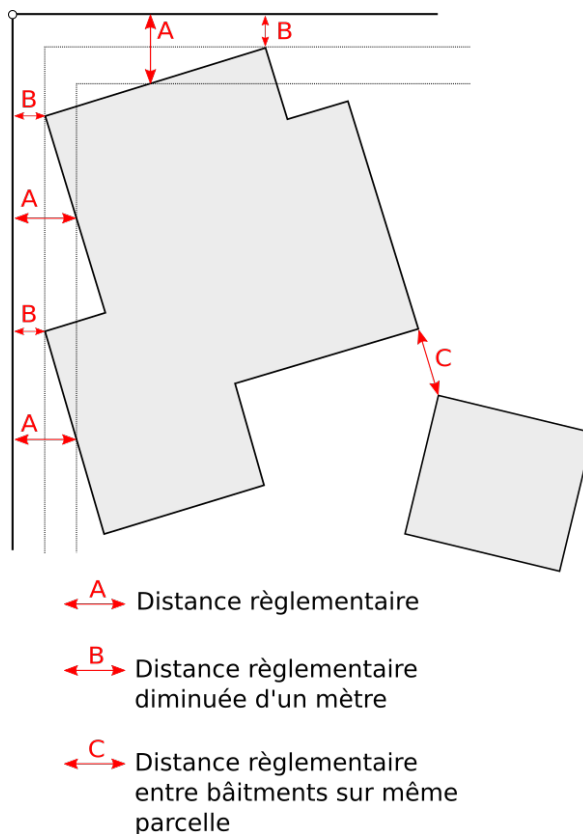 A
B
B
A
B
C
A
A
Distance règlementaire
B
Distance règlementaire
diminuée d'un mètre
C
Distance règlementaire
entre bâitments sur même
parcelle